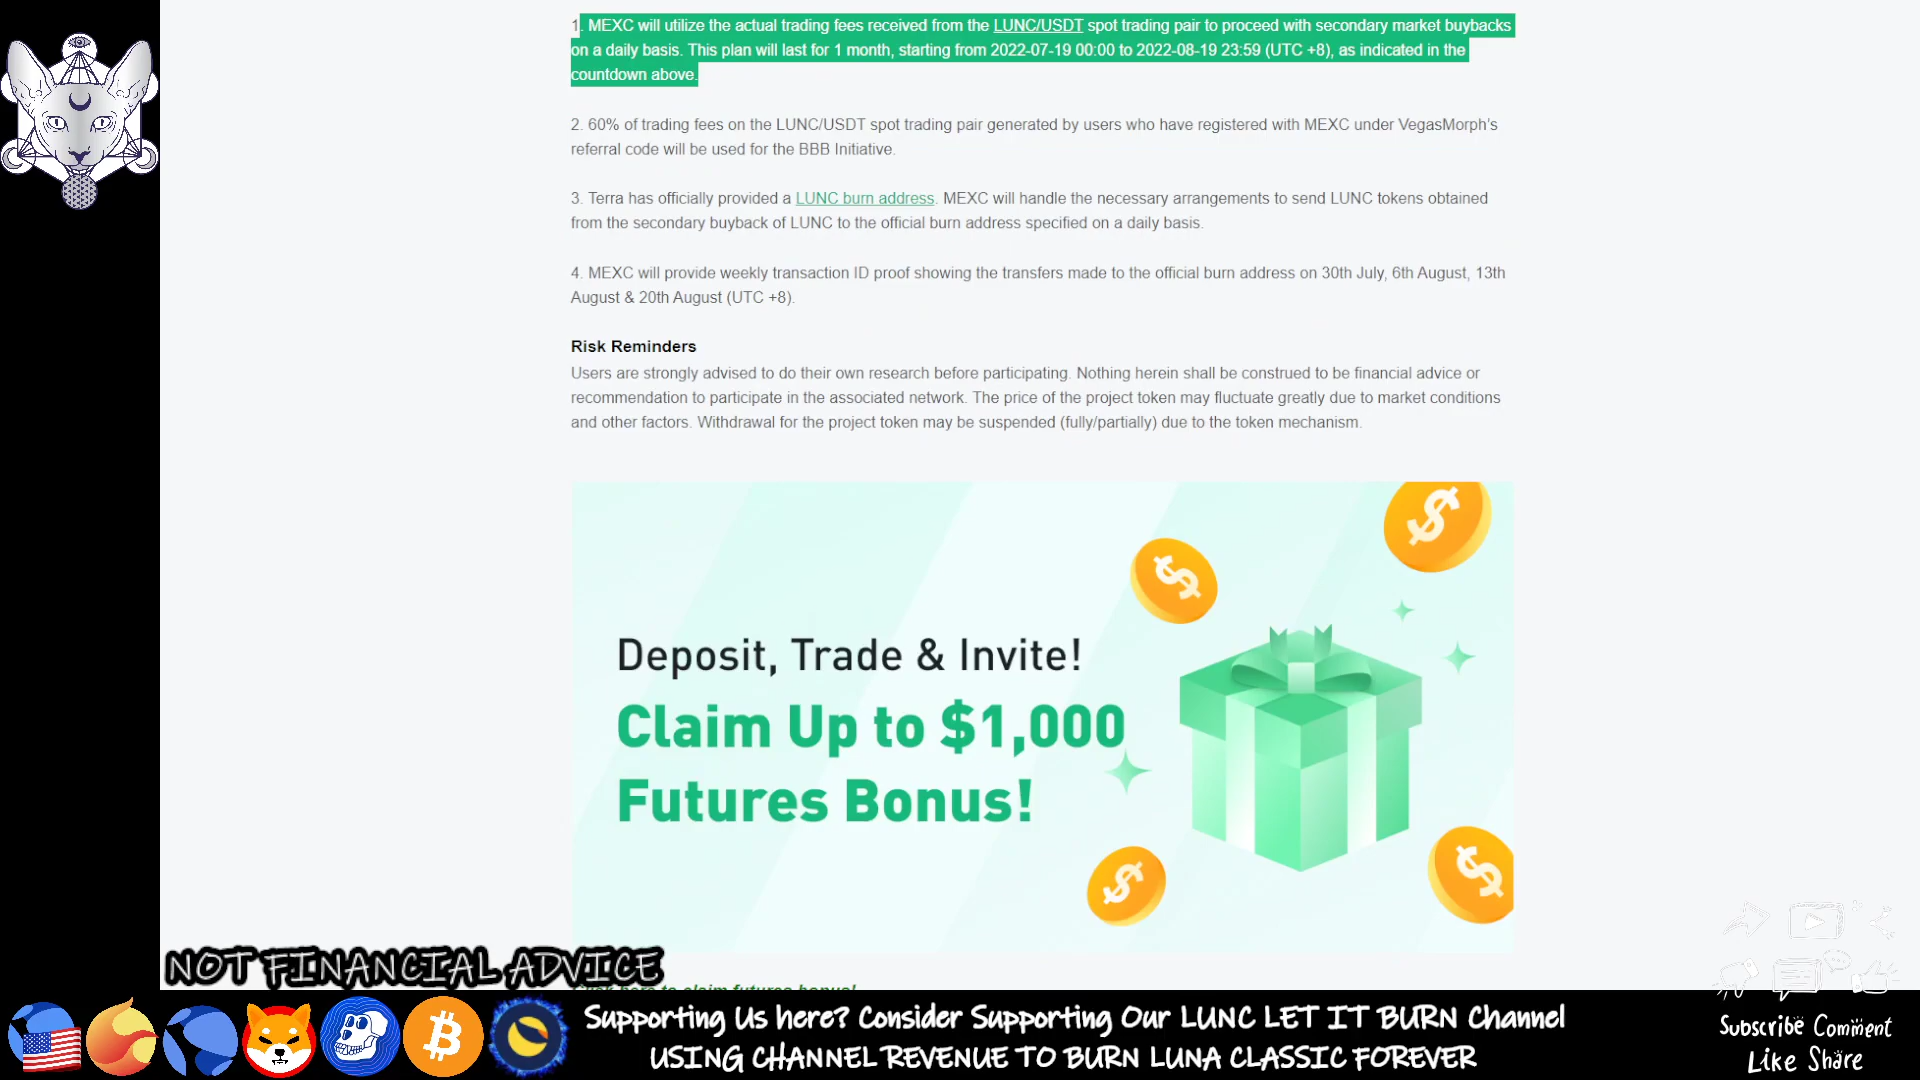 1. MEXC will utilize the actual trading fees received from the LUNC/USDT spot trading pair to proceed with secondary market buybacks
on a daily basis. This plan will last for 1 month, starting from 2022-07-19 00:00 to 2022-08-19 23:59 (UTC +8), as indicated in the
countdown above.
2. 60% of trading fees on the LUNC/USDT spot trading pair generated by users who have registered with MEXC under VegasMorph's
referral code will be used for the BBB Initiative.
3. Terra has officially provided a LUNC burn address. MEXC will handle the necessary arrangements to send LUNC tokens obtained
from the secondary buyback of LUNC to the official burn address specified on a daily basis.
4. MEXC will provide weekly transaction ID proof showing the transfers made to the official burn address on 30th July, 6th August, 13th
August & 20th August (UTC +8).
Risk Reminders
Users are strongly advised to do their own research before participating. Nothing herein shall be construed to be financial advice or
recommendation to participate in the associated network. The price of the project token may fluctuate greatly due to market conditions
and other factors. Withdrawal for the project token may be suspended (fully/partially) due to the token mechanism.
Deposit, Trade & Invite!
Claim Up to $1,000
Futures Bonus!
NOT FINANCIAL ADVICE
Click here to claim futures bonus!
Supporting Us here? Consider Supporting Our LUNC LET IT BURN Channel
USING CHANNEL REVENUE TO BURN LUNA CLASSIC FOREVER
Subscribe Comment
Like Share